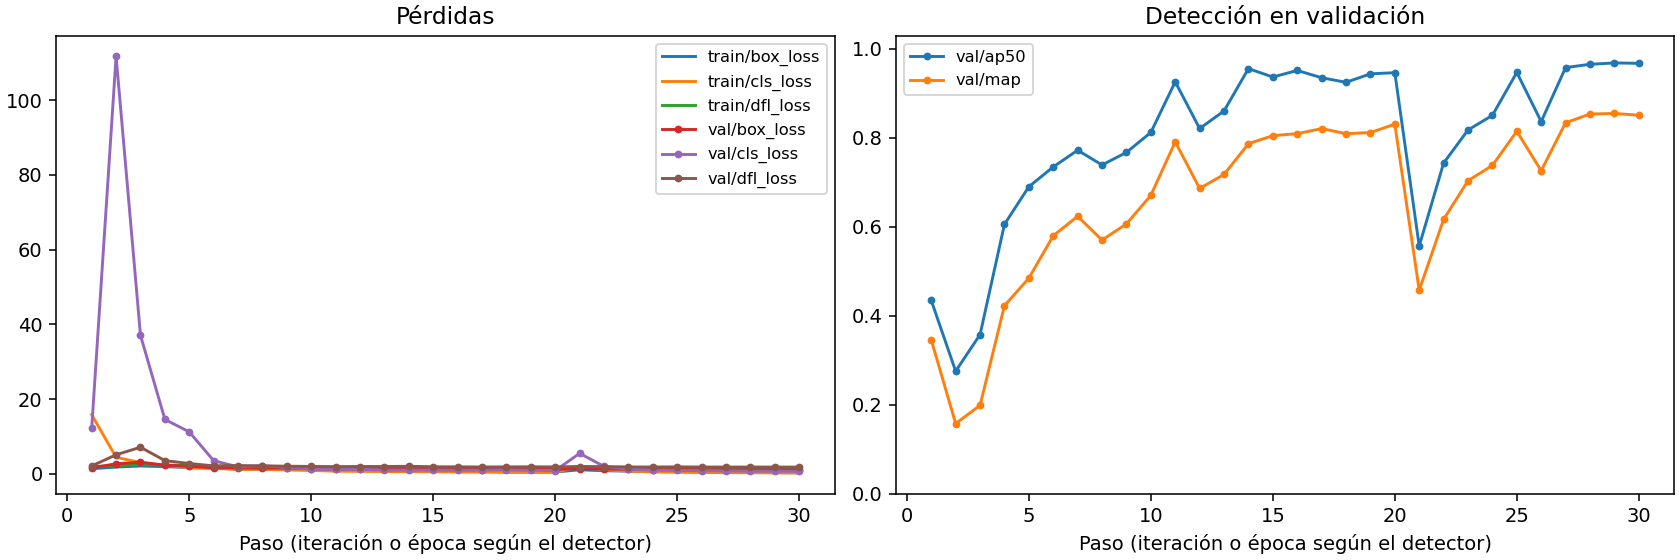 Pérdidas
100
80
60
40
20
0
train/box_loss
train/cls_loss
train/dfl_loss
val/box_loss
val/cls_loss
val/dfl_loss
0 5 10 15 20 25 30
Paso (iteración o época según el detector)
Detección en validación
1.0
0.8
0.6
0.4
0.2
0.0
val/ap50
val/map
0 5 10 15 20 25 30
Paso (iteración o época según el detector)